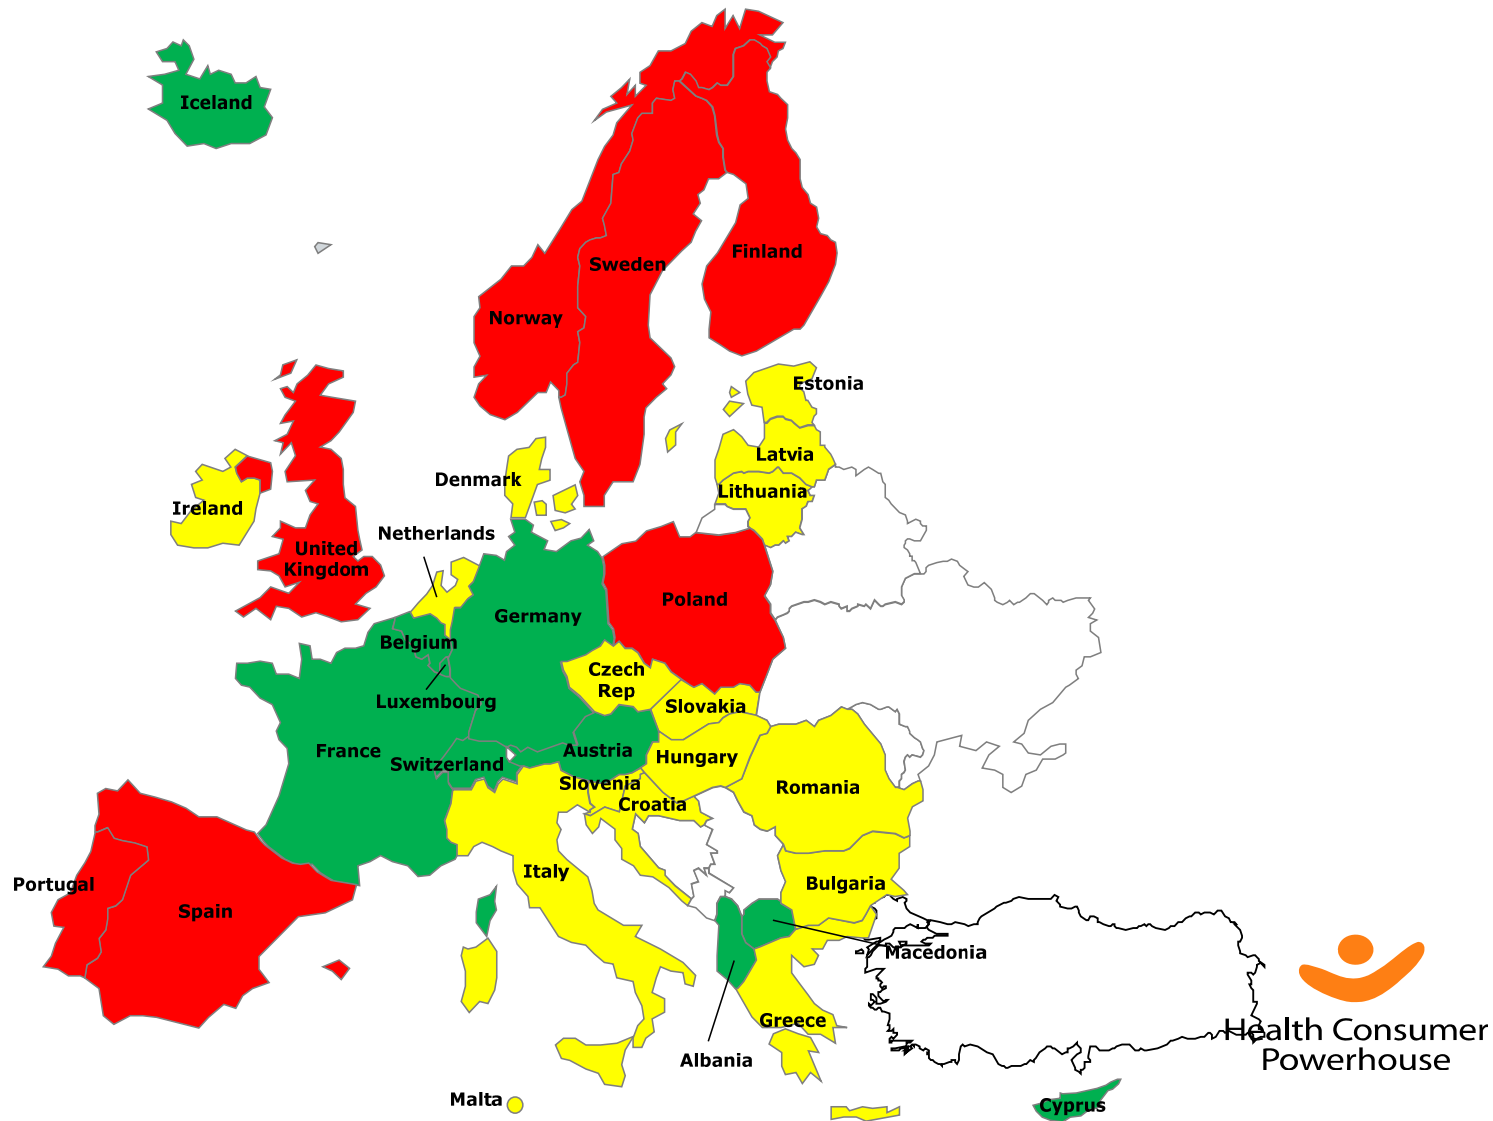 Iceland
Finland
Sweden
Norway
Estonia
Latvia
Denmark
Lithuania
Ireland
Netherlands
United
Kingdom
Poland
Germany
Belgium
Czech
Rep
Luxembourg
Slovakia
France
Austria
Switzerland
Hungary
Slovenia
Romania
Croatia
Italy
Bulgaria
Portugal
Spain
Macedonia
Greece
Health Consumer
Powerhouse
Albania
Malta
Cyprus